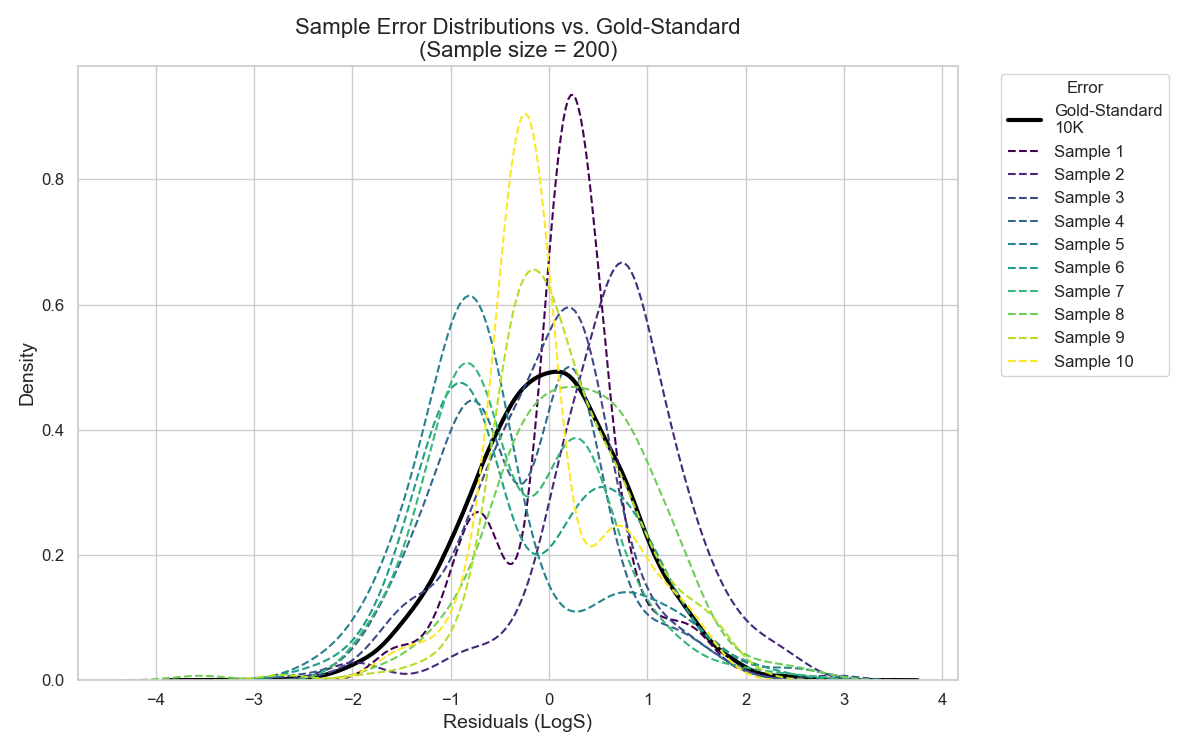 Sample Error Distributions vs. Gold-Standard
(Sample size = 200)
Density
0.8
0.6
0.4
0.2
0.0
−4
−3
−2
−1
0
1
2
3
4
Residuals (LogS)
Error
Gold-Standard
10K
Sample 1
Sample 2
Sample 3
Sample 4
Sample 5
Sample 6
Sample 7
Sample 8
Sample 9
Sample 10